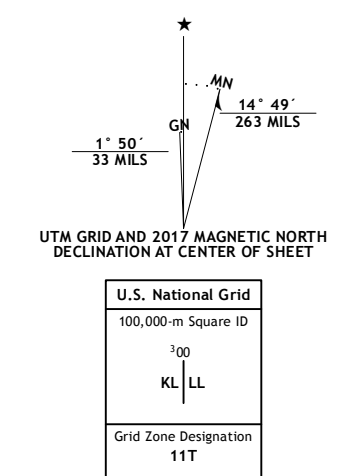 ★
MN
GN
14° 49´
263 MILS
1° 50´
33 MILS
UTM GRID AND 2017 MAGNETIC NORTH
DECLINATION AT CENTER OF SHEET
U.S. National Grid
100,000-m Square ID
³00
KL LL
Grid Zone Designation
11T